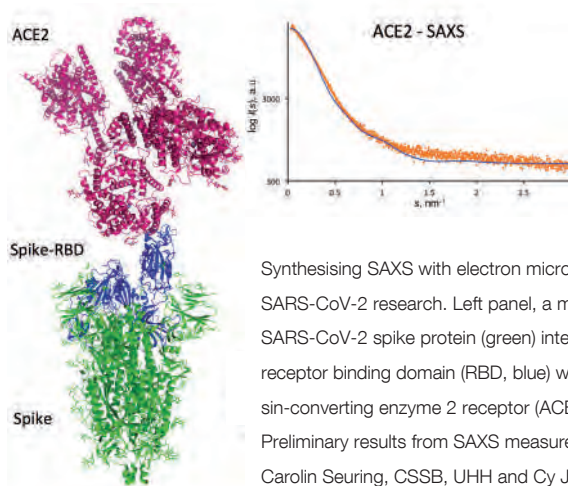 ACE2
Spike-RBD
Spike
ACE2 - SAXS
log I(s), a.u.
3000
500
0
0.5
1
1.5
2
2.5
s, nm⁻¹
Synthesising SAXS with electron micro
SARS-CoV-2 research. Left panel, a m
SARS-CoV-2 spike protein (green) inte
receptor binding domain (RBD, blue) w
sin-converting enzyme 2 receptor (ACE
Preliminary results from SAXS measure
Carolin Seuring, CSSB, UHH and Cy J